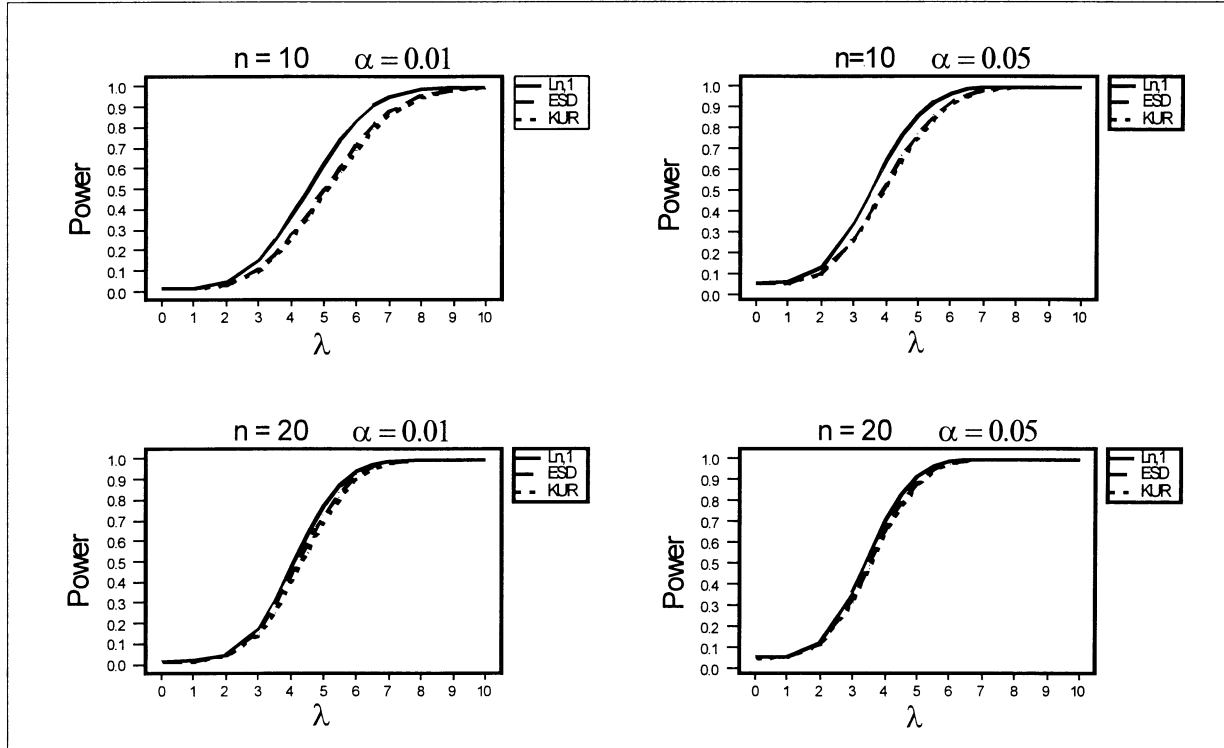 n = 10 α = 0.01
1.0
0.9
0.8
0.7
0.6
0.5
0.4
0.3
0.2
0.1
0.0
Power
0 1 2 3 4 5 6 7 8 9 10
λ
Ln,1
ESD
KUR
n=10 α = 0.05
1.0
0.9
0.8
0.7
0.6
0.5
0.4
0.3
0.2
0.1
0.0
Power
0 1 2 3 4 5 6 7 8 9 10
λ
Ln,1
ESD
KUR
n = 20 α = 0.01
1.0
0.9
0.8
0.7
0.6
0.5
0.4
0.3
0.2
0.1
0.0
Power
0 1 2 3 4 5 6 7 8 9 10
λ
Ln,1
ESD
KUR
n = 20 α = 0.05
1.0
0.9
0.8
0.7
0.6
0.5
0.4
0.3
0.2
0.1
0.0
Power
0 1 2 3 4 5 6 7 8 9 10
λ
Ln,1
ESD
KUR